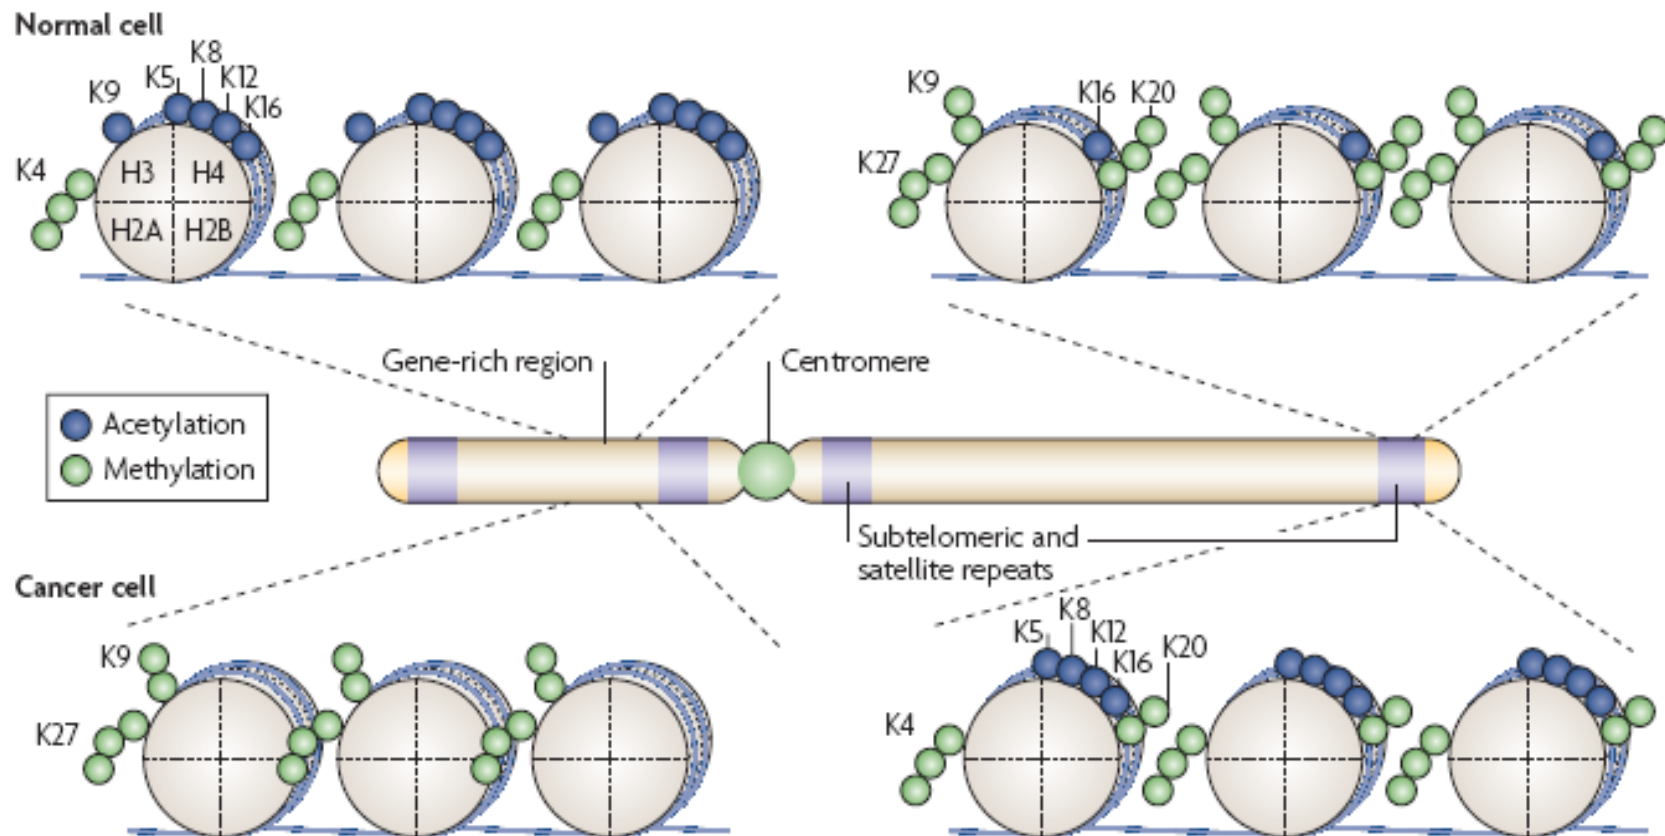 Normal cell
K8
K5
K12
K9
K16
K4
H3
H4
H2A
H2B
K9
K16
K20
K27
Gene-rich region
Centromere
Acetylation
Methylation
Subtelomeric and
satellite repeats
Cancer cell
K9
K27
K8
K5
K12
K16
K20
K4